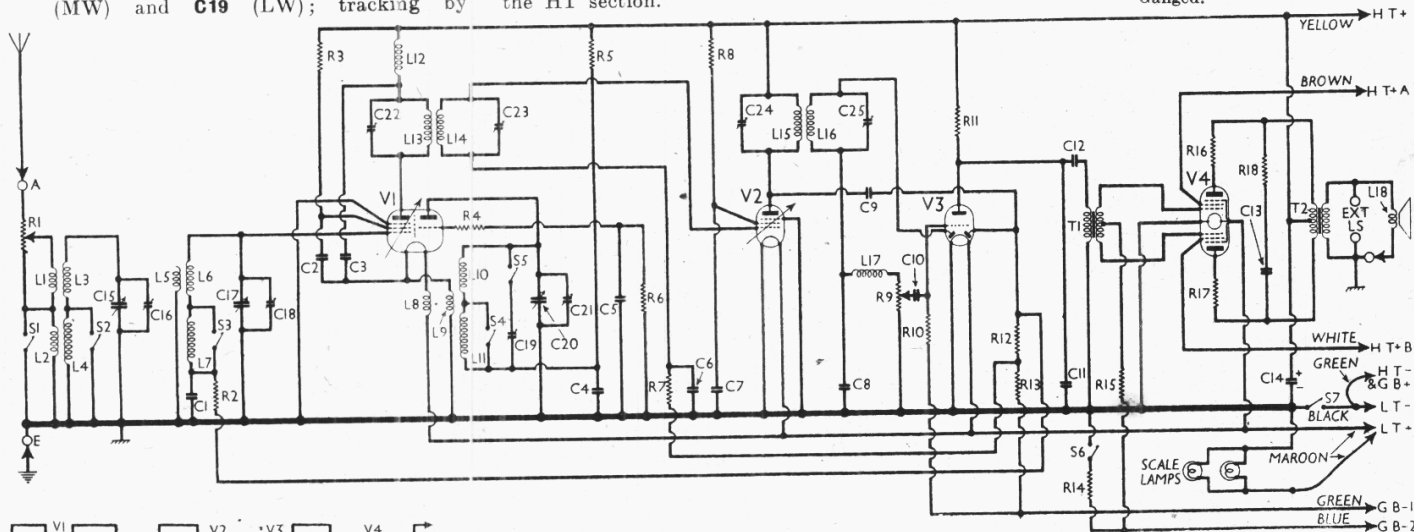 (MW) and C19 (LW); tracking by the HT section.
Ganged.
HT+
YELLOW
BROWN
HT+A
R3
L12
R5
R8
C22
L13
L14
C23
C24
L15
L16
C25
R11
C12
R16
R18
V4
A
R1
V1
R4
V2
C9
V3
T1
C13
T2
EXT
LS
L18
L1
L3
C15
C16
L5
L6
C17
C18
C2
C3
L8
L9
L10
S5
C21
C5
R6
L17
C10
R9
R10
R17
S1
L2
S2
L4
S3
L7
C1
R2
S4
L11
C19
C20
C4
R7
C6
C7
C8
R12
R13
C11
R15
WHITE
HT+B
GREEN
HT-
&GB+
C14
+
-
S7
BLACK
LT-
E
LT+
S6
R14
SCALE
LAMPS
MAROON
GREEN
GB-1
BLUE
GB-2
V1
V2
V3
V4